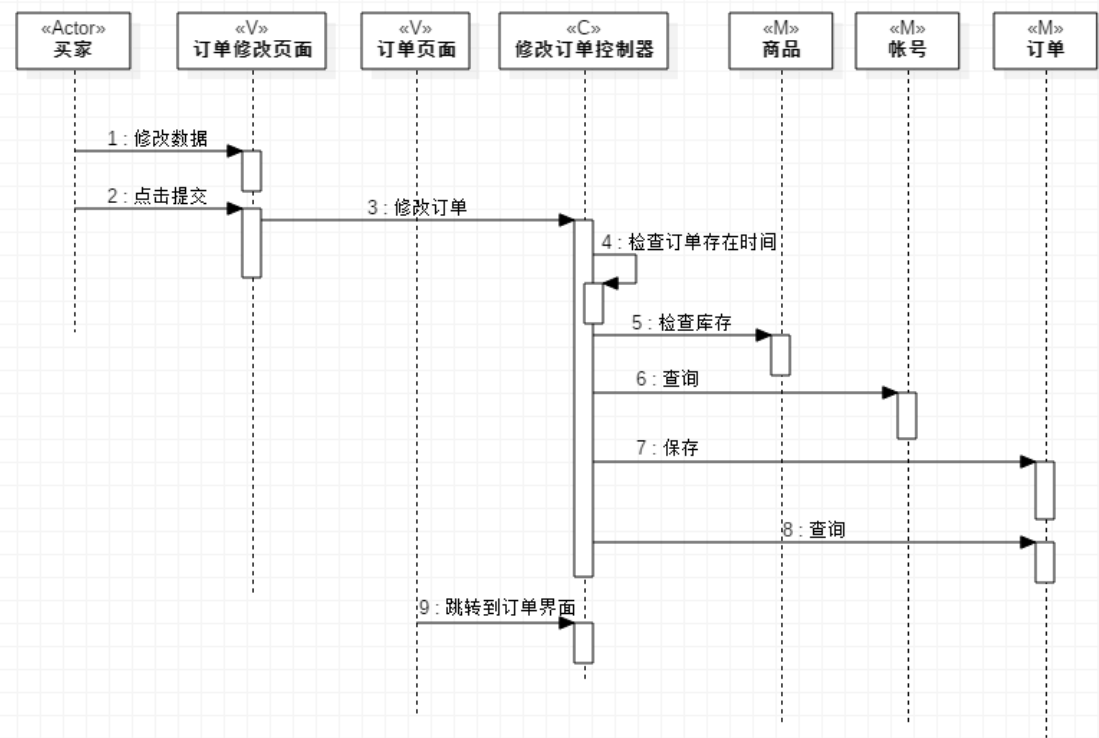 «Actor»
买家
«V»
订单修改页面
«V»
订单页面
«C»
修改订单控制器
«M»
商品
«M»
帐号
«M»
订单
1 : 修改数据
2 : 点击提交
3 : 修改订单
4 : 检查订单存在时间
5 : 检查库存
6 : 查询
7 : 保存
8 : 查询
9 : 跳转到订单界面